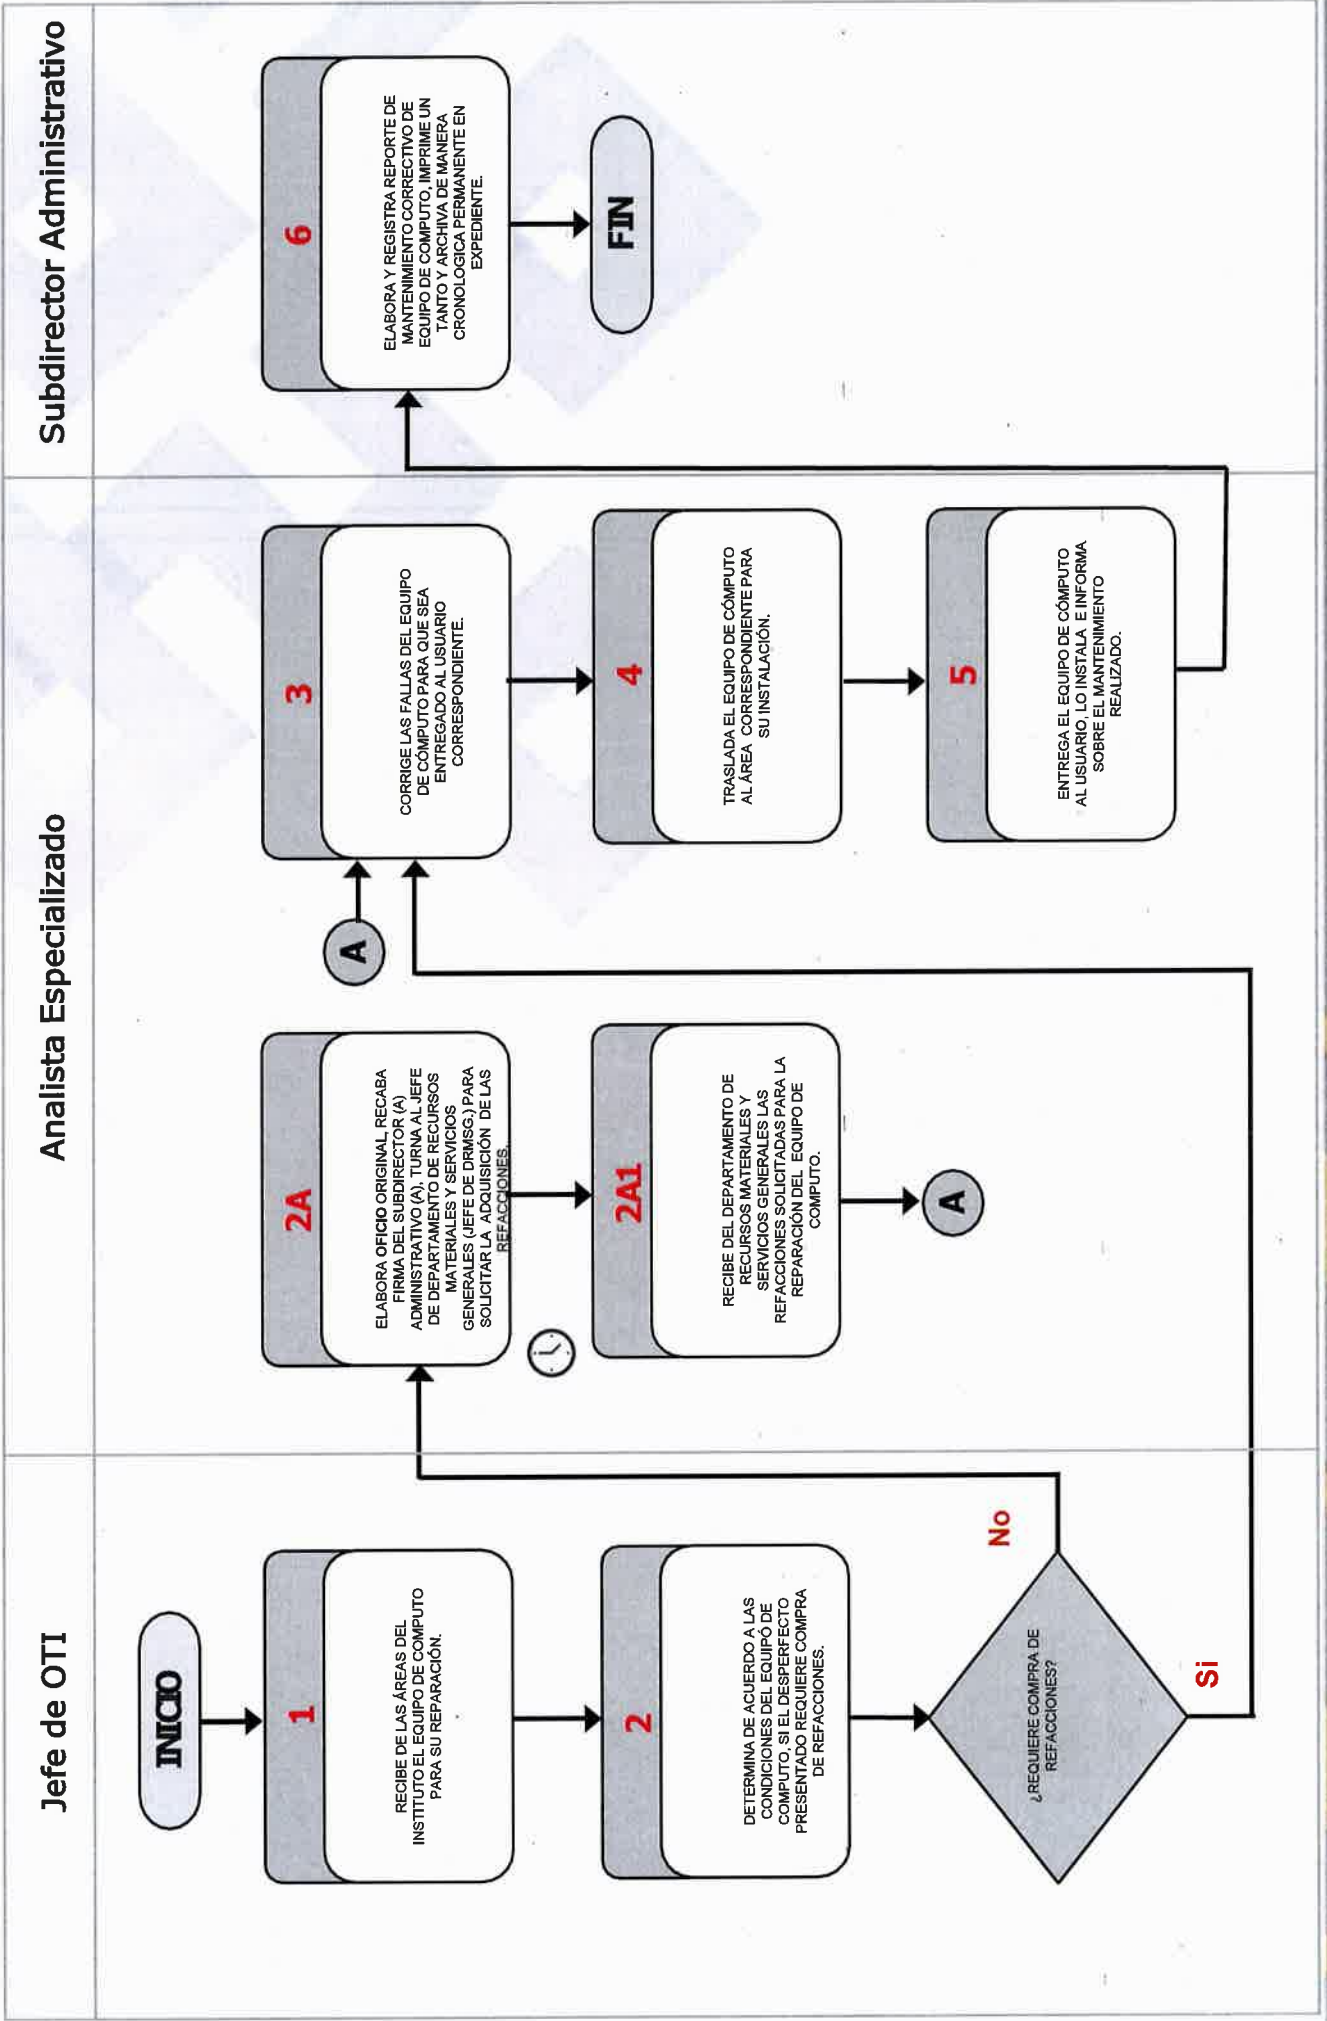 Jefe de OTI
Analista Especializado
Subdirector Administrativo
INICIO
1
RECIBE DE LAS ÁREAS DEL
INSTITUTO EL EQUIPO DE COMPUTO
PARA SU REPARACIÓN.
2
DETERMINA DE ACUERDO A LAS
CONDICIONES DEL EQUIPÓ DE
COMPUTO, SI EL DESPERFECTO
PRESENTADO REQUIERE COMPRA
DE REFACCIONES.
¿REQUIERE COMPRA DE
REFACCIONES?
No
Si
2A
ELABORA OFICIO ORIGINAL, RECABA
FIRMA DEL SUBDIRECTOR (A)
ADMINISTRATIVO (A), TURNA AL JEFE
DE DEPARTAMENTO DE RECURSOS
MATERIALES Y SERVICIOS
GENERALES (JEFE DE DRMSG.) PARA
SOLICITAR LA ADQUISICIÓN DE LAS
REFACCIONES.
2A1
RECIBE DEL DEPARTAMENTO DE
RECURSOS MATERIALES Y
SERVICIOS GENERALES LAS
REFACCIONES SOLICITADAS PARA LA
REPARACIÓN DEL EQUIPO DE
COMPUTO.
A
A
3
CORRIGE LAS FALLAS DEL EQUIPO
DE CÓMPUTO PARA QUE SEA
ENTREGADO AL USUARIO
CORRESPONDIENTE.
4
TRASLADA EL EQUIPO DE CÓMPUTO
AL ÁREA CORRESPONDIENTE PARA
SU INSTALACIÓN.
5
ENTREGA EL EQUIPO DE CÓMPUTO
AL USUARIO, LO INSTALA E INFORMA
SOBRE EL MANTENIMIENTO
REALIZADO.
6
ELABORA Y REGISTRA REPORTE DE
MANTENIMIENTO CORRECTIVO DE
EQUIPO DE COMPUTO, IMPRIME UN
TANTO Y ARCHIVA DE MANERA
CRONOLOGICA PERMANENTE EN
EXPEDIENTE.
FIN